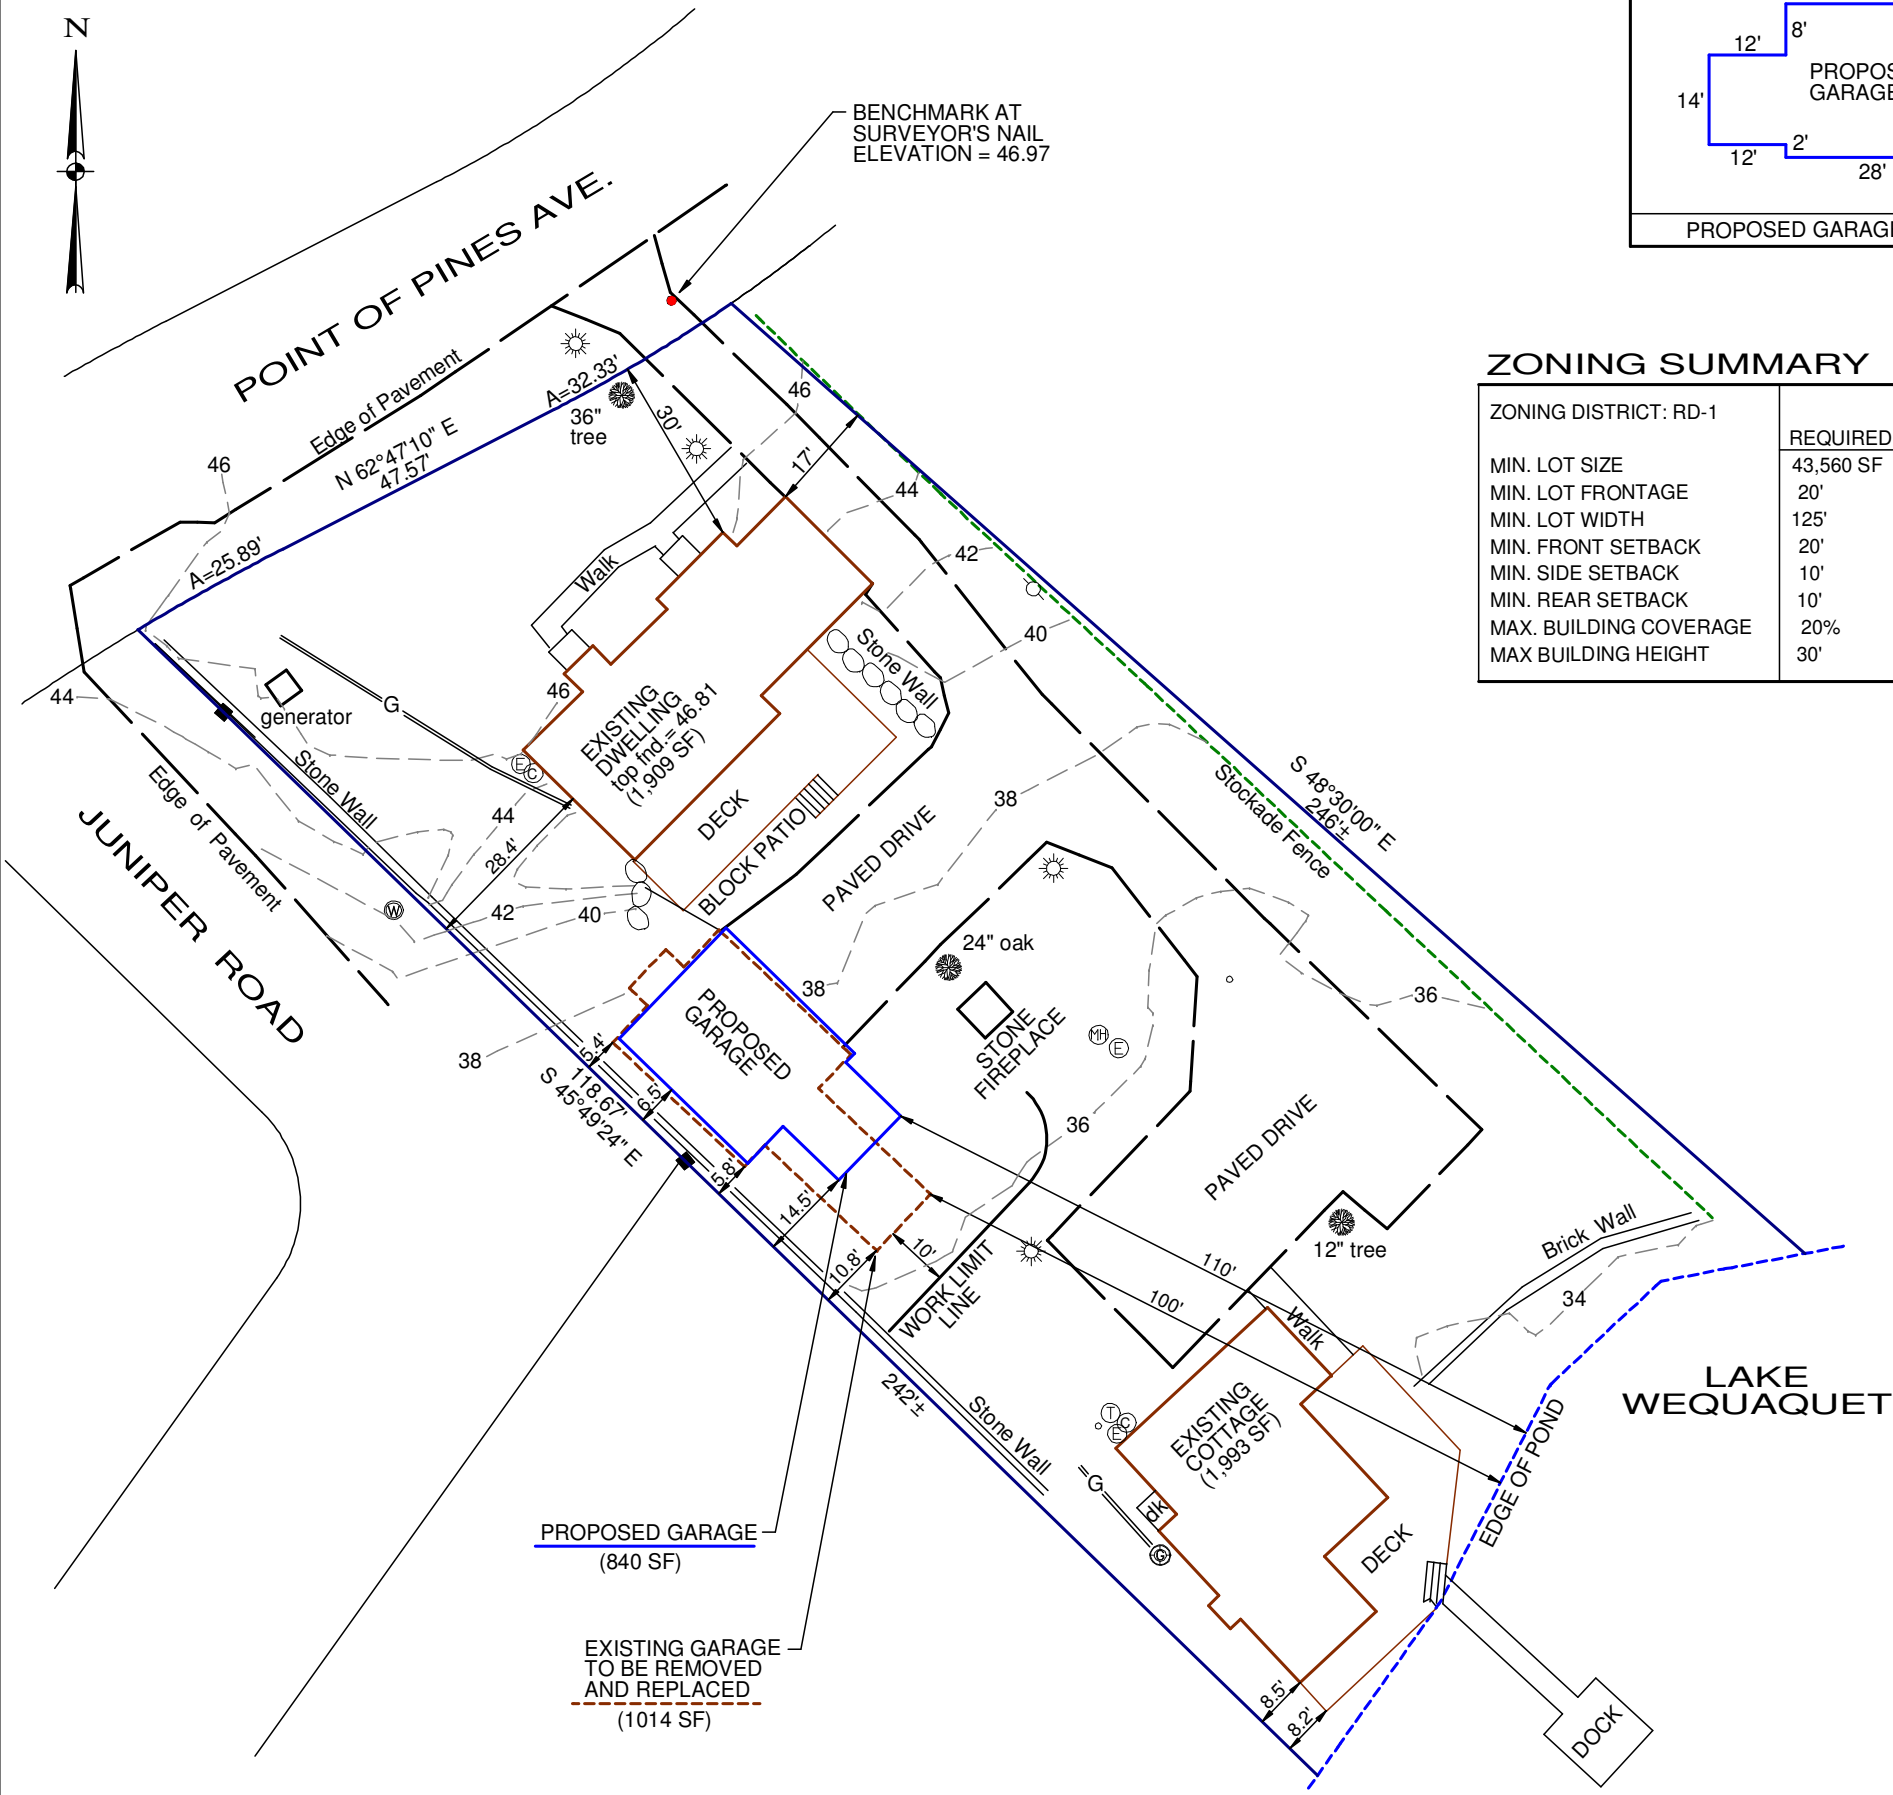 N
12'
8'
PROPOS
GARAGE
14'
12'
2'
28'
PROPOSED GARAGE
BENCHMARK AT
SURVEYOR'S NAIL
ELEVATION = 46.97
POINT OF PINES AVE.
Edge of Pavement
A=32.33'
36"
tree
30'
N 62°47'10" E
47.57'
46
46
17'
44
42
40
A=25.89'
Walk
ZONING SUMMARY
ZONING DISTRICT: RD-1
REQUIRED
MIN. LOT SIZE 43,560 SF
MIN. LOT FRONTAGE 20'
MIN. LOT WIDTH 125'
MIN. FRONT SETBACK 20'
MIN. SIDE SETBACK 10'
MIN. REAR SETBACK 10'
MAX. BUILDING COVERAGE 20%
MAX BUILDING HEIGHT 30'
44
generator
G
46
Stone Wall
EXISTING
DWELLING
top fnd.= 46.81
(1,909 SF)
E
C
Stone Wall
Edge of Pavement
JUNIPER ROAD
DECK
BLOCK PATIO
PAVED DRIVE
38
S 48°30'00" E
246'±
Stockade Fence
44
28.4'
W
42
40
24" oak
38
36
PROPOSED
GARAGE
STONE
FIREPLACE
MH
E
38
5.4'
118.67'
S 45°49'24" E
6.5'
36
PAVED DRIVE
5.8'
14.5'
10.8'
10'
WORK LIMIT
LINE
110'
100'
12" tree
Brick Wall
34
Walk
LAKE
WEQUAQUET
242'±
Stone Wall
T
C
E
EXISTING
COTTAGE
(1,993 SF)
G
dk
G
DECK
EDGE OF POND
PROPOSED GARAGE
(840 SF)
EXISTING GARAGE
TO BE REMOVED
AND REPLACED
(1014 SF)
8.5'
8.2'
DOCK